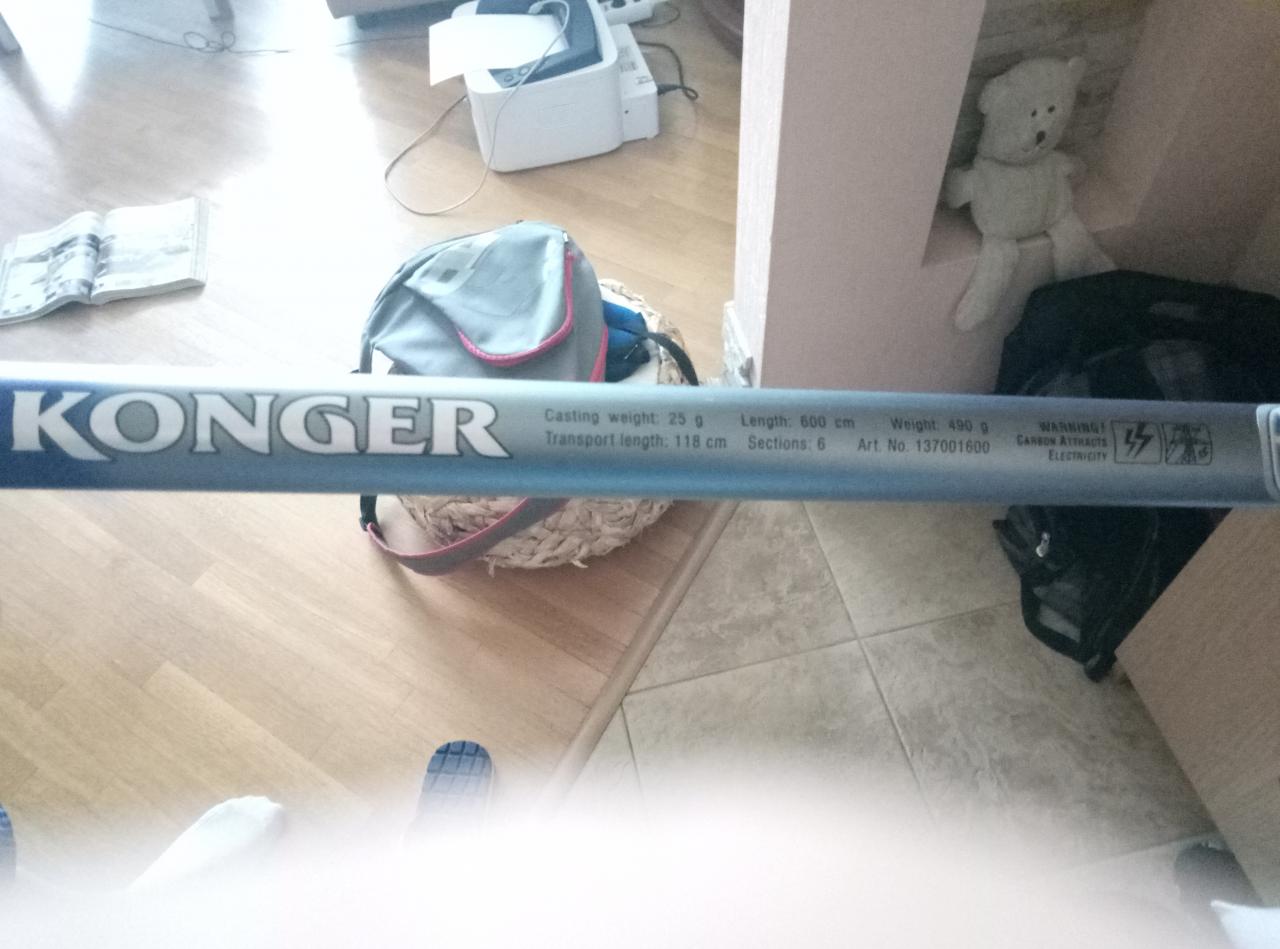 KONGER
Casting weight: 25 g Length: 600 cm Weight: 490 g
Transport length: 118 cm Sections: 6 Art. No. 137001600
WARNING!
CARBON ATTRACTS
ELECTRICITY